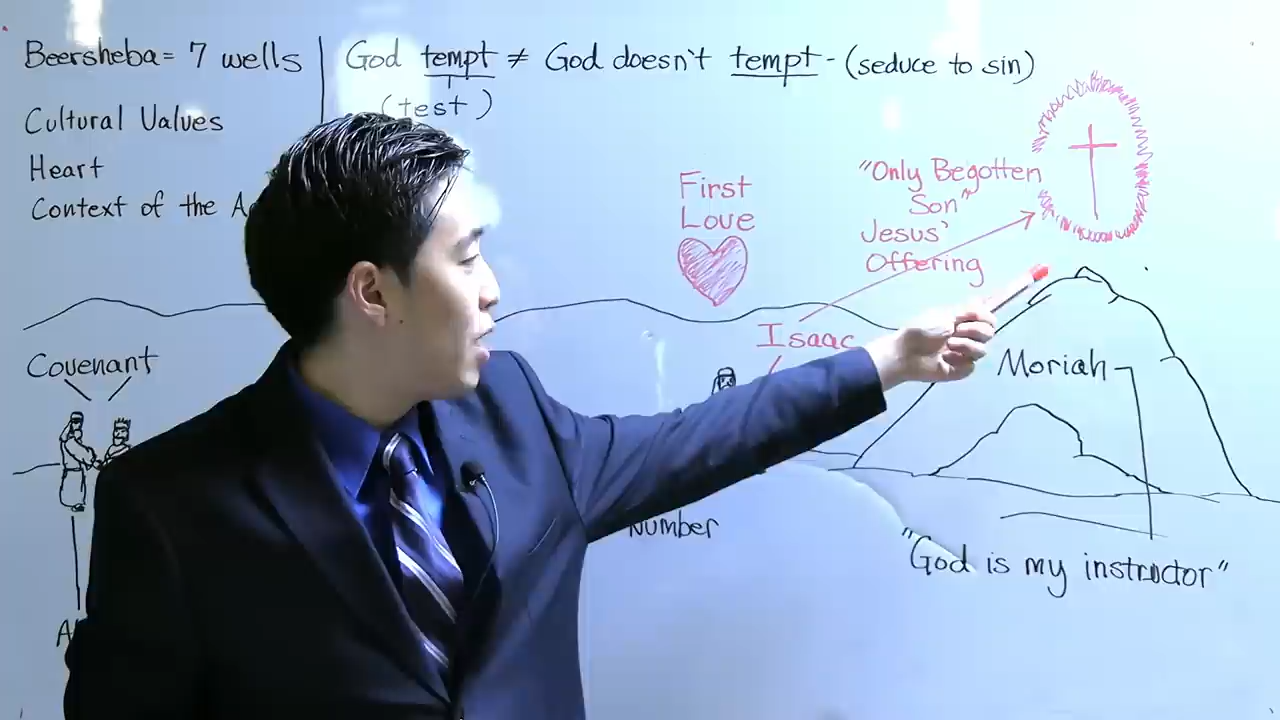 Beersheba = 7 wells
God tempt ≠ God doesn't tempt - (seduce to sin)
(test)
Cultural Values
Heart
Context of the
First
Love
"Only Begotten
Son"
Jesus'
Offering
Isaac
Covenant
Moriah
Number
"God is my instructor"